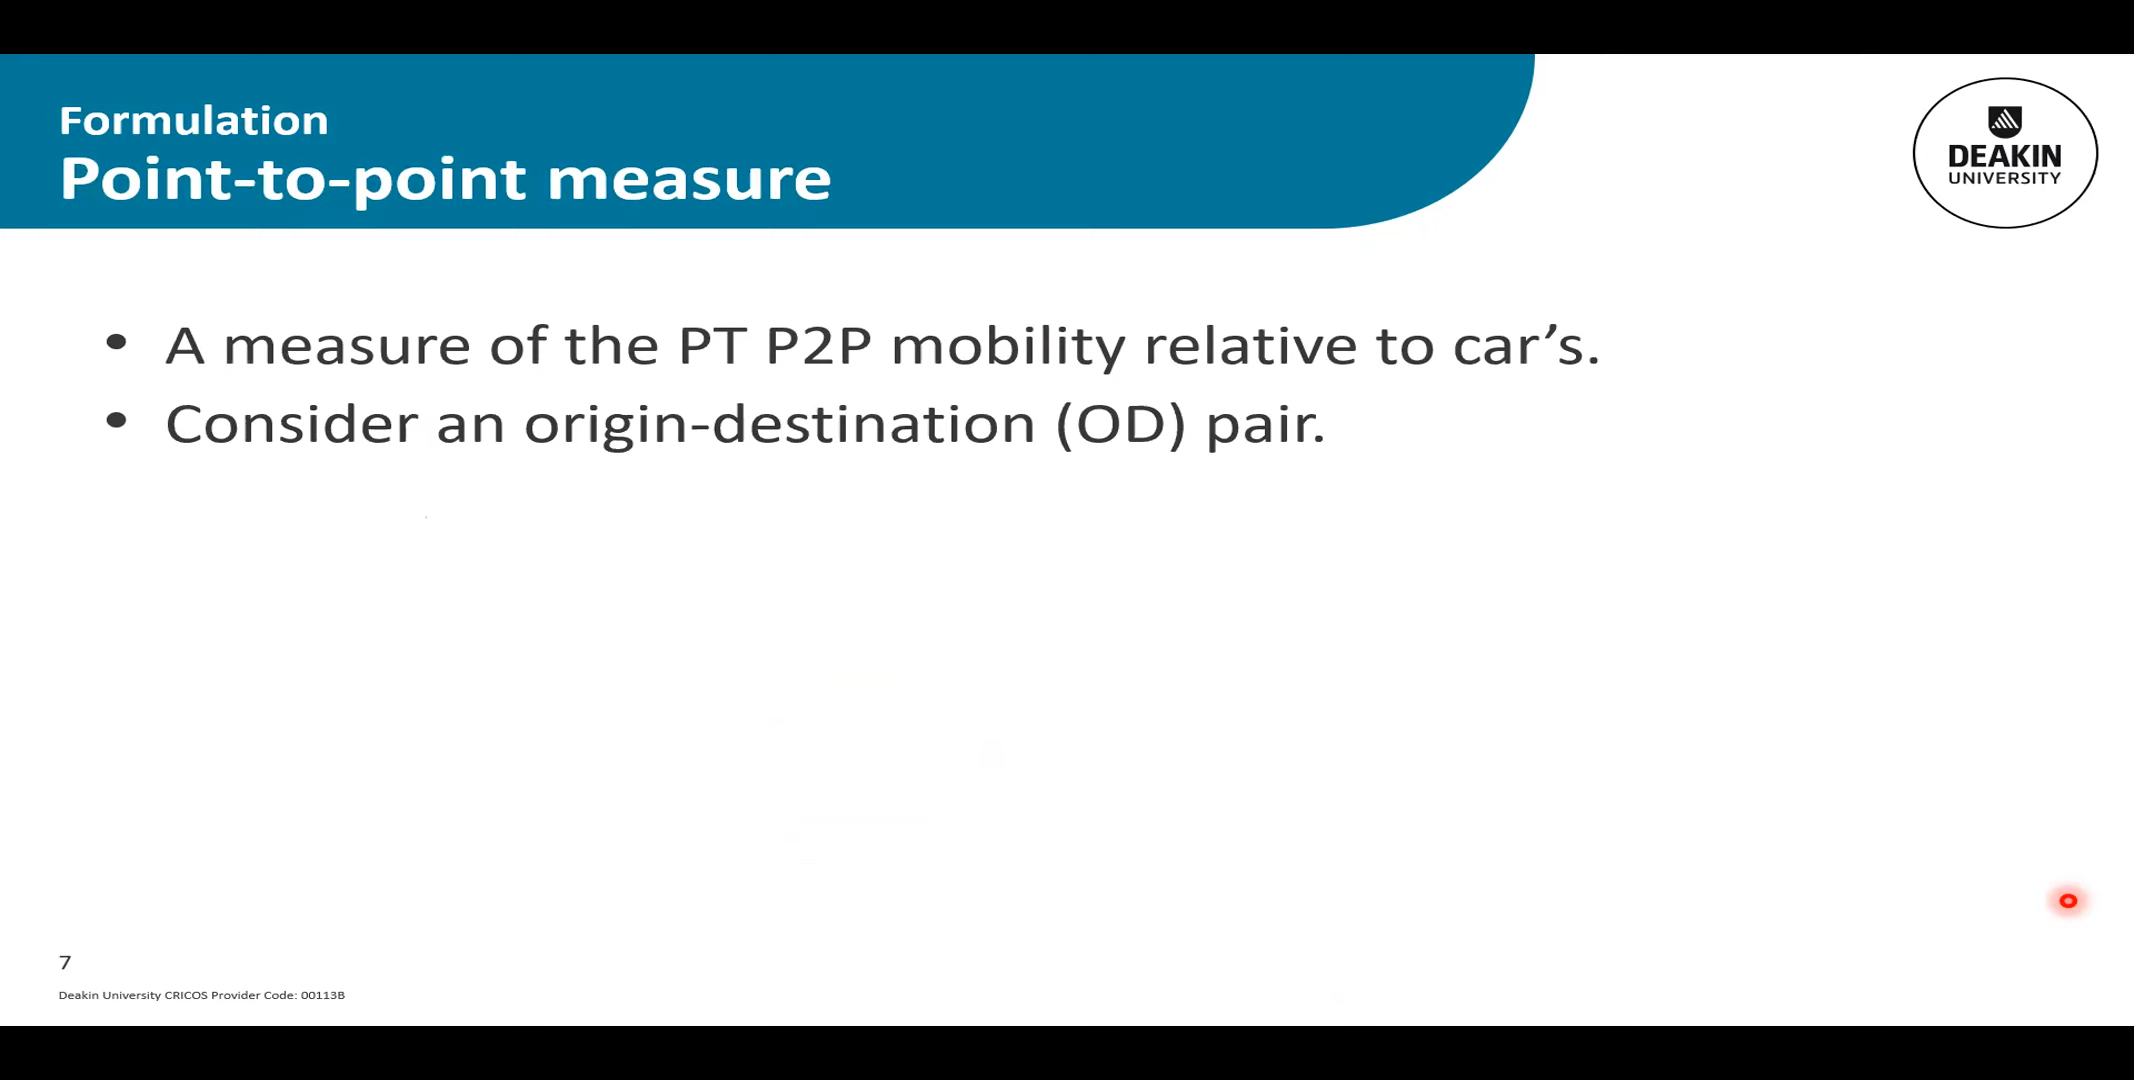 Formulation
Point-to-point measure
DEAKIN
UNIVERSITY
• A measure of the PT P2P mobility relative to car’s.
• Consider an origin-destination (OD) pair.
7
Deakin University CRICOS Provider Code: 00113B